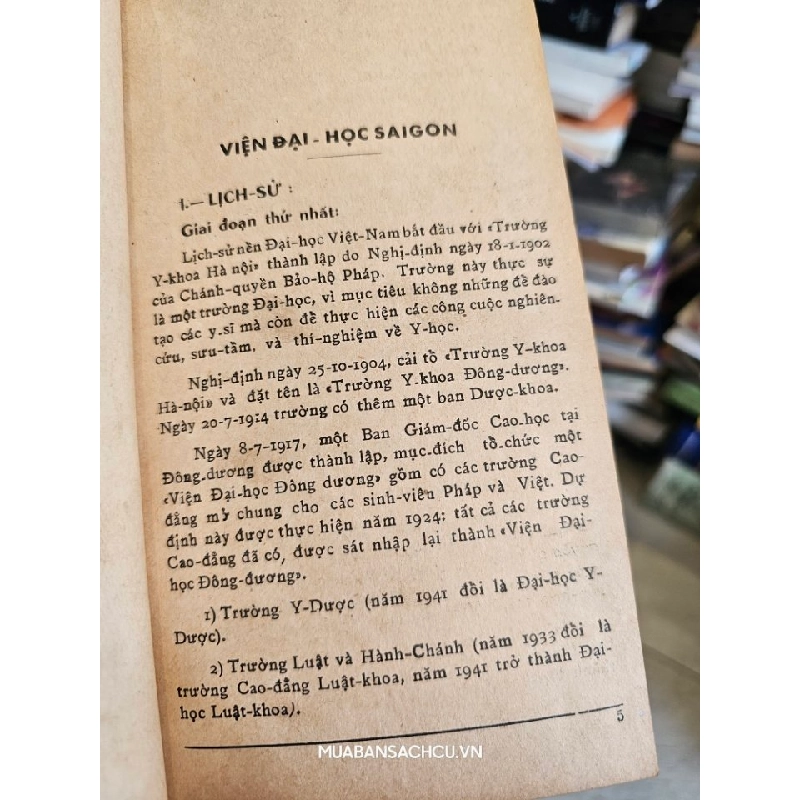 VIỆN ĐẠI - HỌC SAIGON
I.— LỊCH-SỬ :
Giai đoạn thứ nhất:
Lịch-sử nền Đại-học Việt-Nam bắt đầu với «Trường
Y-khoa Hà nội» thành lập do Nghị-định ngày 18-1-1902
của Chánh-quyền Bảo-hộ Pháp. Trường này thực sự
là một trường Đại-học, vì mục tiêu không những để đào
tạo các y.sĩ mà còn để thực hiện các công cuộc nghiên.
cứu, sưu-tầm, và thí-nghiệm về Y-học.
Nghị-định ngày 25-10-1904, cải tổ «Trường Y-khoa
Hà-nội» và đặt tên là «Trường Y.khoa Đông-dương».
Ngày 20-7-1914 trường có thêm một ban Dược-khoa.
Ngày 8-7-1917, một Ban Giám-đốc Cao.học tại
Đông.dương được thành lập, mục.đích tổ.chức một
«Viện Đại-học Đông dương» gồm có các trường Cao-
đẳng mở chung cho các sinh-viên Pháp và Việt. Dự
định này được thực hiện năm 1924: tất cả các trường
Cao-đẳng đã có, được sát nhập lại thành «Viện Đại-
học Đông-đương».
1) Trường Y-Dược (năm 1941 đổi là Đại-học Y-
Dược).
2) Trường Luật và Hành-Chánh (năm 1933 đổi là
trường Cao-đẳng Luật-khoa, năm 1941 trở thành Đại-
học Luật-khoa).
5
MUABANSACHCU.VN